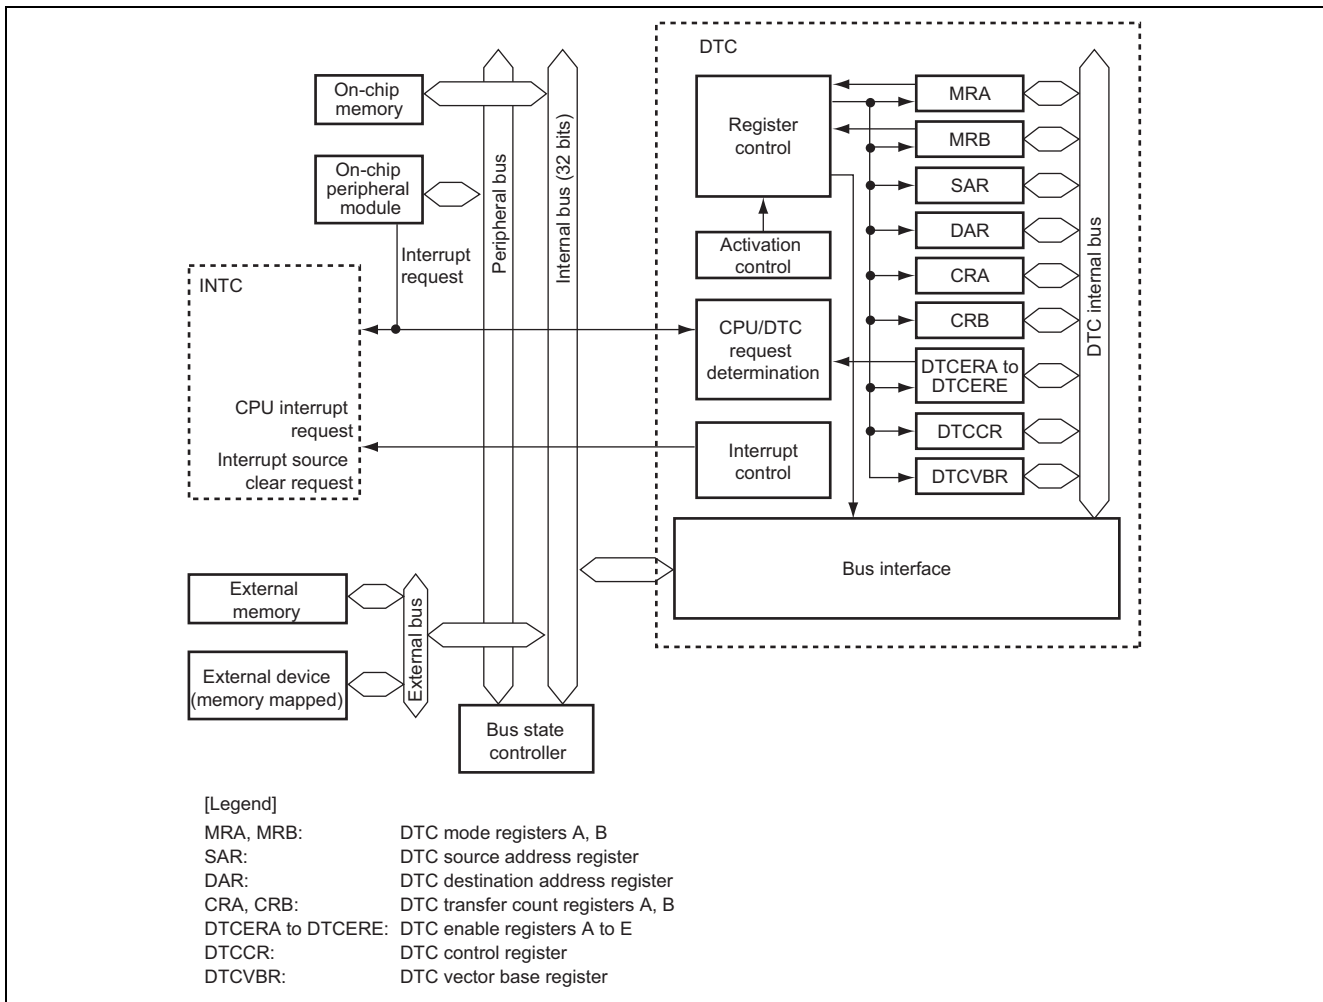 DTC
On-chip
memory
Register
control
MRA
MRB
On-chip
peripheral
module
SAR
DAR
Peripheral bus
Internal bus (32 bits)
Interrupt
request
Activation
control
CRA
INTC
CRB
DTC internal bus
CPU/DTC
request
determination
DTCERA to
DTCERE
CPU interrupt
request
DTCCR
Interrupt source
clear request
Interrupt
control
DTCVBR
Bus interface
External
memory
External bus
External device
(memory mapped)
Bus state
controller
[Legend]
MRA, MRB: DTC mode registers A, B
SAR: DTC source address register
DAR: DTC destination address register
CRA, CRB: DTC transfer count registers A, B
DTCERA to DTCERE: DTC enable registers A to E
DTCCR: DTC control register
DTCVBR: DTC vector base register